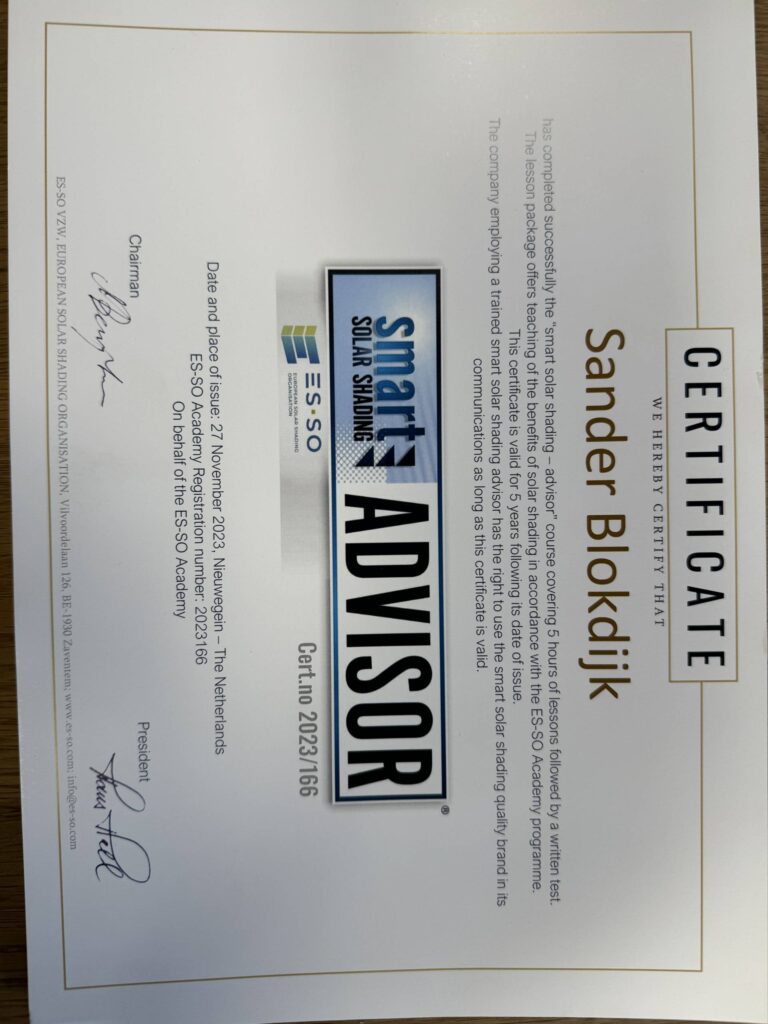 CERTIFICATE
WE HEREBY CERTIFY THAT
Sander Blokdijk
has completed successfully the "smart solar shading – advisor" course covering 5 hours of lessons followed by a written test.
The lesson package offers teaching of the benefits of solar shading in accordance with the ES-SO Academy programme.
This certificate is valid for 5 years following its date of issue.
The company employing a trained smart solar shading advisor has the right to use the smart solar shading quality brand in its
communications as long as this certificate is valid.
smart
SOLAR SHADING
ADVISOR
®
ES-SO
EUROPEAN SOLAR SHADING
ORGANISATION
Cert.no 2023/166
Date and place of issue: 27 November 2023, Nieuwegein – The Netherlands
ES-SO Academy Registration number: 2023166
On behalf of the ES-SO Academy
Chairman
President
ES-SO VZW, EUROPEAN SOLAR SHADING ORGANISATION, Vilvoordelaan 126, BE-1930 Zaventem; www.es-so.com; info@es-so.com